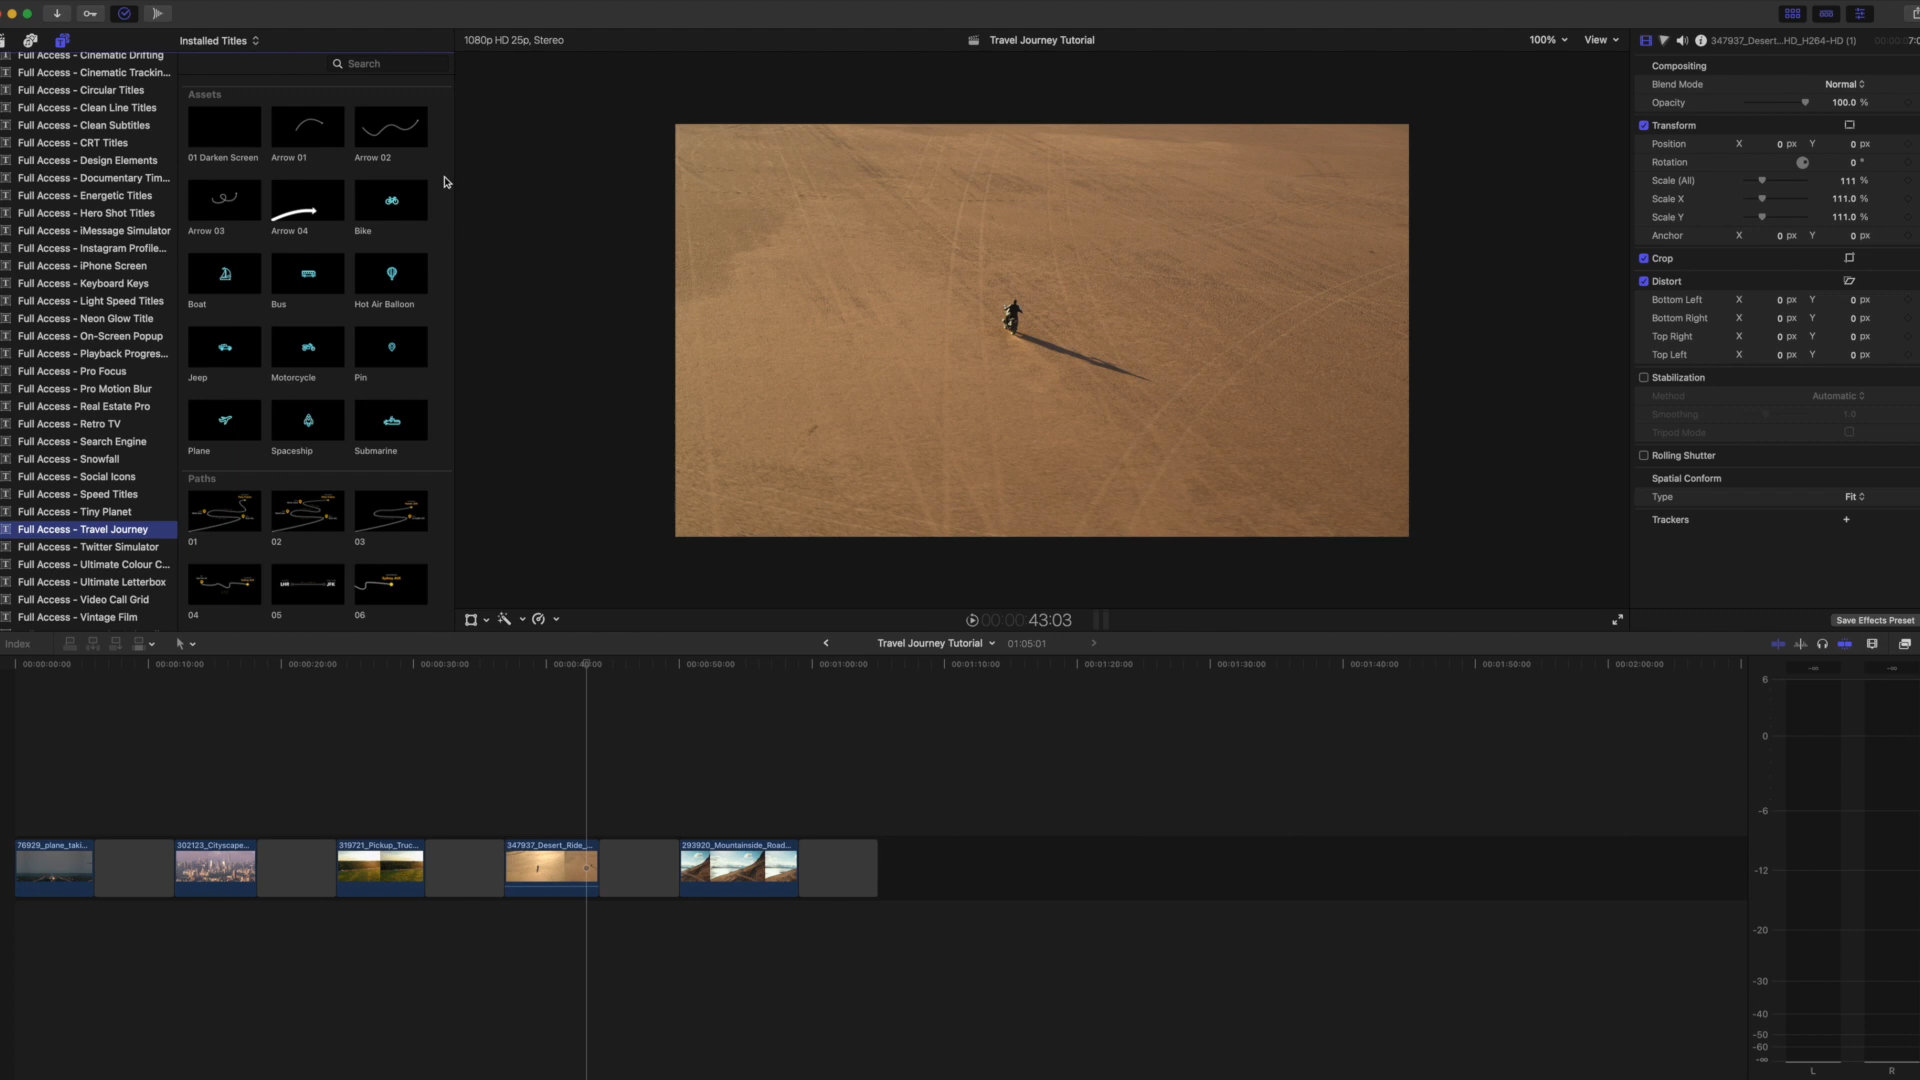 Installed Titles
1080p HD 25p, Stereo
Travel Journey Tutorial
100%
View
347937_Desert...HD_H264-HD (1)
Full Access - Cinematic Drifting
Full Access - Cinematic Trackin...
Full Access - Circular Titles
Full Access - Clean Line Titles
Full Access - Clean Subtitles
Full Access - CRT Titles
Full Access - Design Elements
Full Access - Documentary Tim...
Full Access - Energetic Titles
Full Access - Hero Shot Titles
Full Access - iMessage Simulator
Full Access - Instagram Profile...
Full Access - iPhone Screen
Full Access - Keyboard Keys
Full Access - Light Speed Titles
Full Access - Neon Glow Title
Full Access - On-Screen Popup
Full Access - Playback Progres...
Full Access - Pro Focus
Full Access - Pro Motion Blur
Full Access - Real Estate Pro
Full Access - Retro TV
Full Access - Search Engine
Full Access - Snowfall
Full Access - Social Icons
Full Access - Speed Titles
Full Access - Tiny Planet
Full Access - Travel Journey
Full Access - Twitter Simulator
Full Access - Ultimate Colour C...
Full Access - Ultimate Letterbox
Full Access - Video Call Grid
Full Access - Vintage Film
Search
Assets
01 Darken Screen Arrow 01 Arrow 02
Arrow 03 Arrow 04 Bike
Boat Bus Hot Air Balloon
Jeep Motorcycle Pin
Plane Spaceship Submarine
Paths
01 02 03
LHR JFK
04 05 06
Compositing
Blend Mode Normal
Opacity 100.0 %
Transform
Position X 0 px Y 0 px
Rotation 0 °
Scale (All) 111 %
Scale X 111.0 %
Scale Y 111.0 %
Anchor X 0 px Y 0 px
Crop
Distort
Bottom Left X 0 px Y 0 px
Bottom Right X 0 px Y 0 px
Top Right X 0 px Y 0 px
Top Left X 0 px Y 0 px
Stabilization
Method Automatic
Smoothing 1.0
Tripod Mode
Rolling Shutter
Spatial Conform
Type Fit
Trackers +
Save Effects Preset
00:00:43:03
Index
Travel Journey Tutorial
01:05:01
00:00:00:00 00:00:10:00 00:00:20:00 00:00:30:00 00:00:40:00 00:00:50:00 00:01:00:00 00:01:10:00 00:01:20:00 00:01:30:00 00:01:40:00 00:01:50:00 00:02:00:00
76929_plane_taki... 302123_Cityscape... 319721_Pickup_Truc... 347937_Desert_Ride_... 293920_Mountainside_Road...
-∞ -∞
6
0
-6
-12
-20
-30
-40
-50
-60
-∞
L R